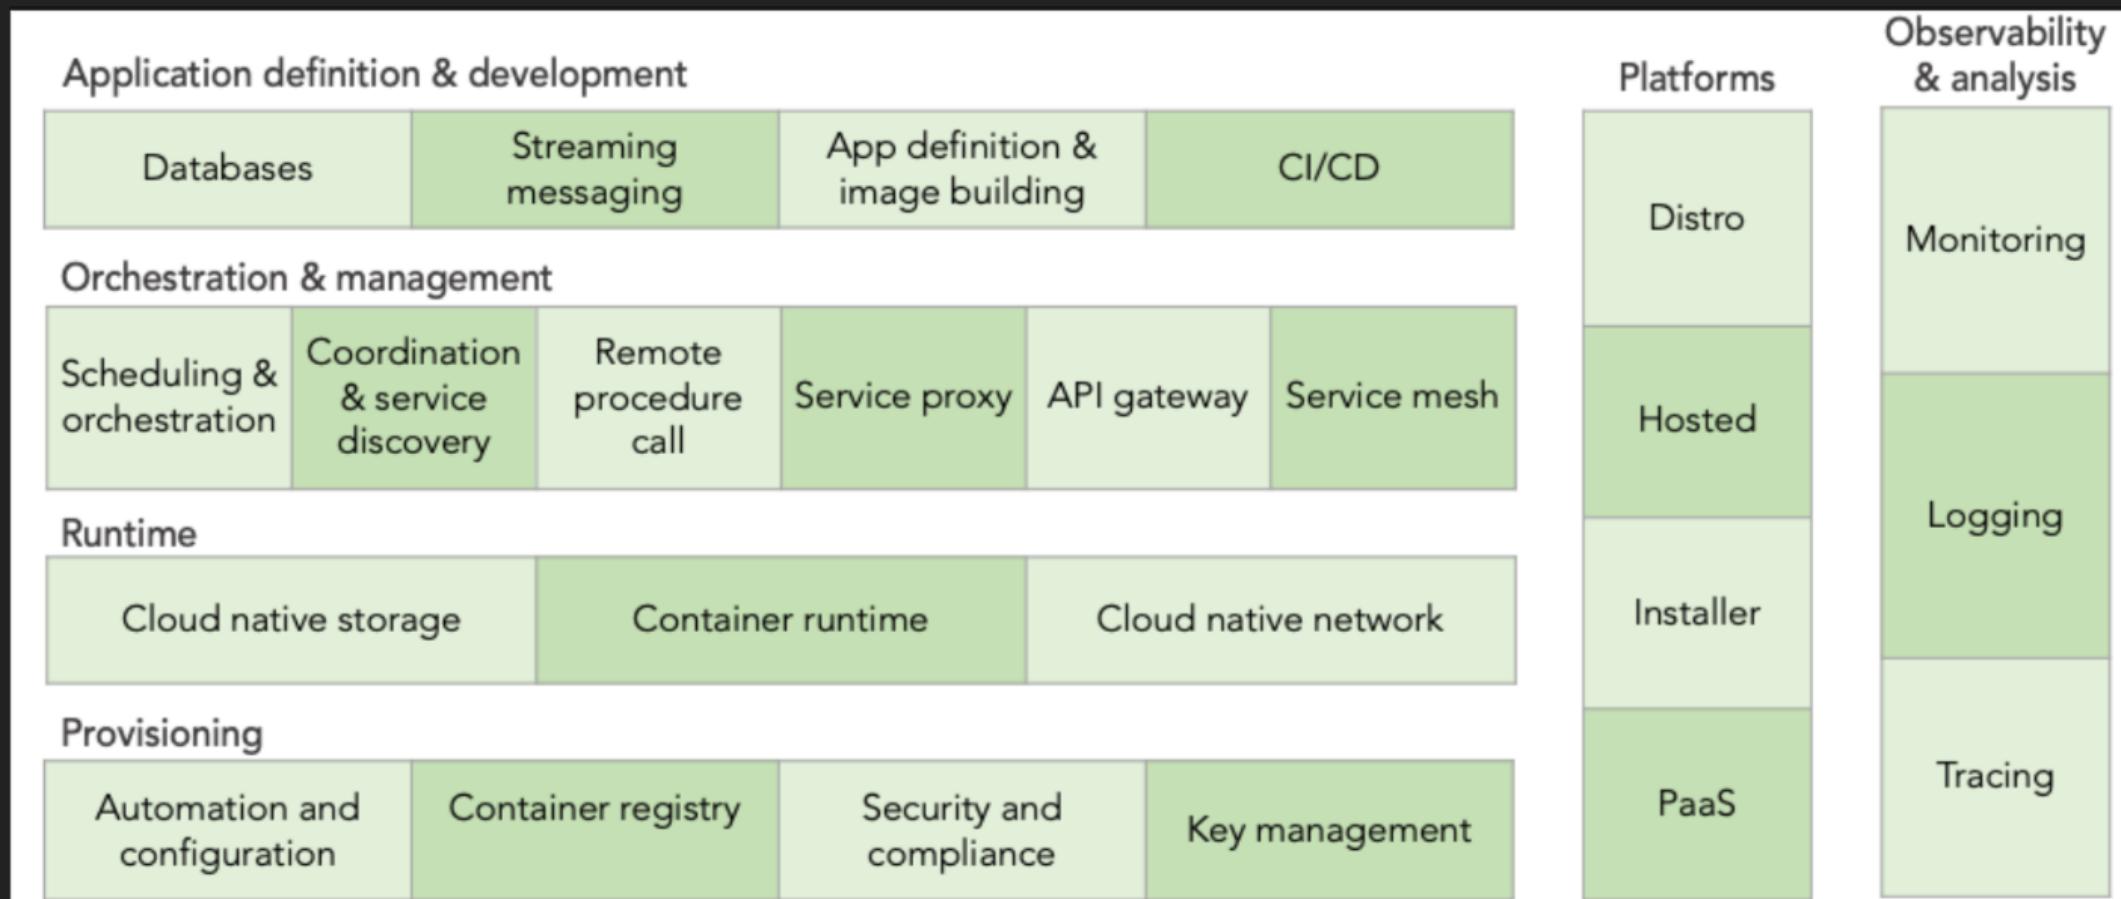 Application definition & development
Databases
Streaming
messaging
App definition &
image building
CI/CD
Orchestration & management
Scheduling &
orchestration
Coordination
& service
discovery
Remote
procedure
call
Service proxy
API gateway
Service mesh
Runtime
Cloud native storage
Container runtime
Cloud native network
Provisioning
Automation and
configuration
Container registry
Security and
compliance
Key management
Platforms
Distro
Hosted
Installer
PaaS
Observability
& analysis
Monitoring
Logging
Tracing